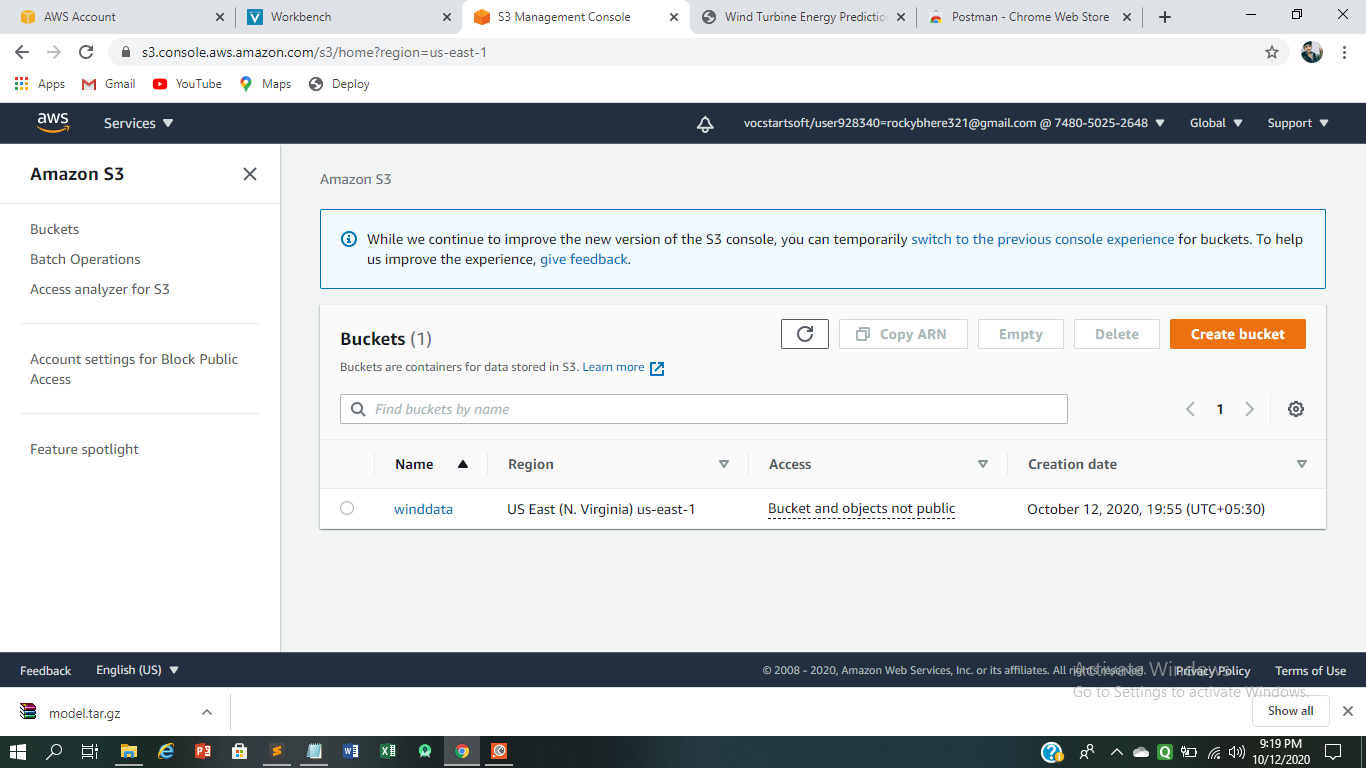 AWS Account
Workbench
S3 Management Console
Wind Turbine Energy Predictio
Postman - Chrome Web Store
s3.console.aws.amazon.com/s3/home?region=us-east-1
Apps
Gmail
YouTube
Maps
Deploy
aws
Services
vocstartsoft/user928340=rockybhere321@gmail.com @ 7480-5025-2648
Global
Support
Amazon S3
Buckets
Batch Operations
Access analyzer for S3
Account settings for Block Public
Access
Feature spotlight
Amazon S3
While we continue to improve the new version of the S3 console, you can temporarily switch to the previous console experience for buckets. To help
us improve the experience, give feedback.
Buckets (1)
Copy ARN
Empty
Delete
Create bucket
Buckets are containers for data stored in S3. Learn more
Find buckets by name
1
Name
Region
Access
Creation date
winddata
US East (N. Virginia) us-east-1
Bucket and objects not public
October 12, 2020, 19:55 (UTC+05:30)
Feedback
English (US)
© 2008 - 2020, Amazon Web Services, Inc. or its affiliates. All rights reserved.
Privacy Policy
Terms of Use
Activate Windows
Go to Settings to activate Windows.
model.tar.gz
Show all
9:19 PM
10/12/2020